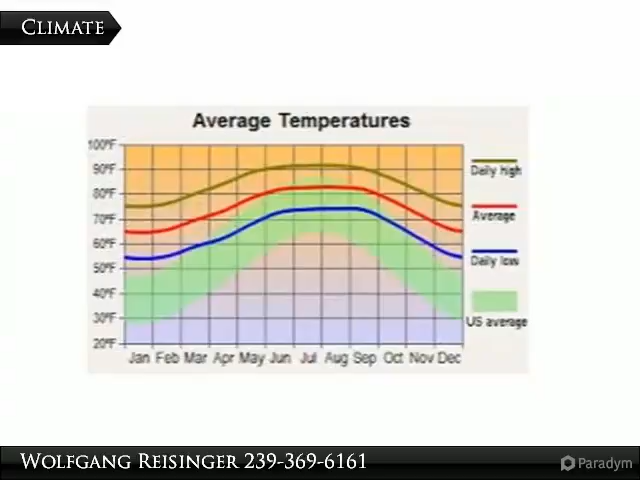 CLIMATE
Average Temperatures
100°F
90°F
80°F
70°F
60°F
50°F
40°F
30°F
20°F
Jan Feb Mar Apr May Jun Jul Aug Sep Oct Nov Dec
Daily high
Average
Daily low
US average
WOLFGANG REISINGER 239-369-6161
Paradym